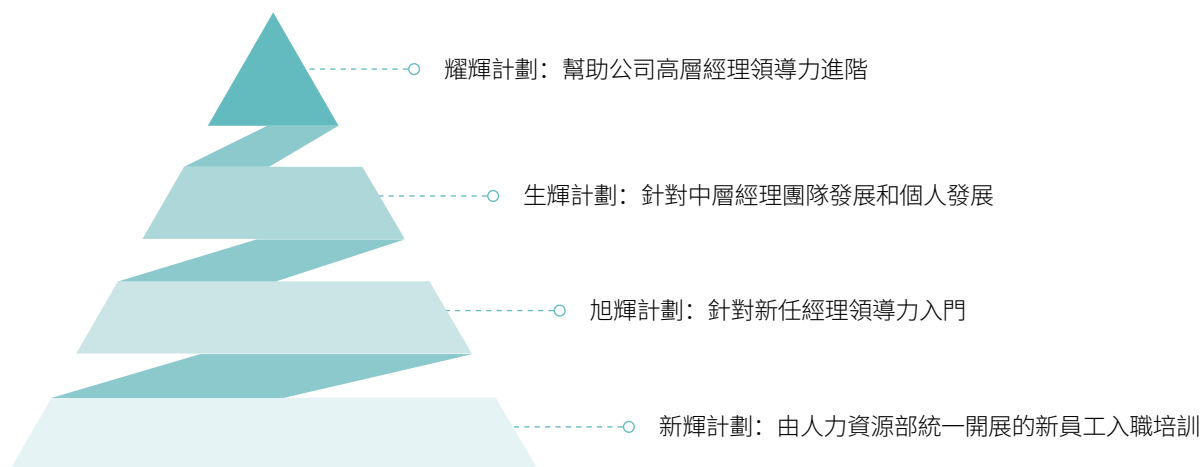 耀輝計劃：幫助公司高層經理領導力進階
生輝計劃：針對中層經理團隊發展和個人發展
旭輝計劃：針對新任經理領導力入門
新輝計劃：由人力資源部統一開展的新員工入職培訓